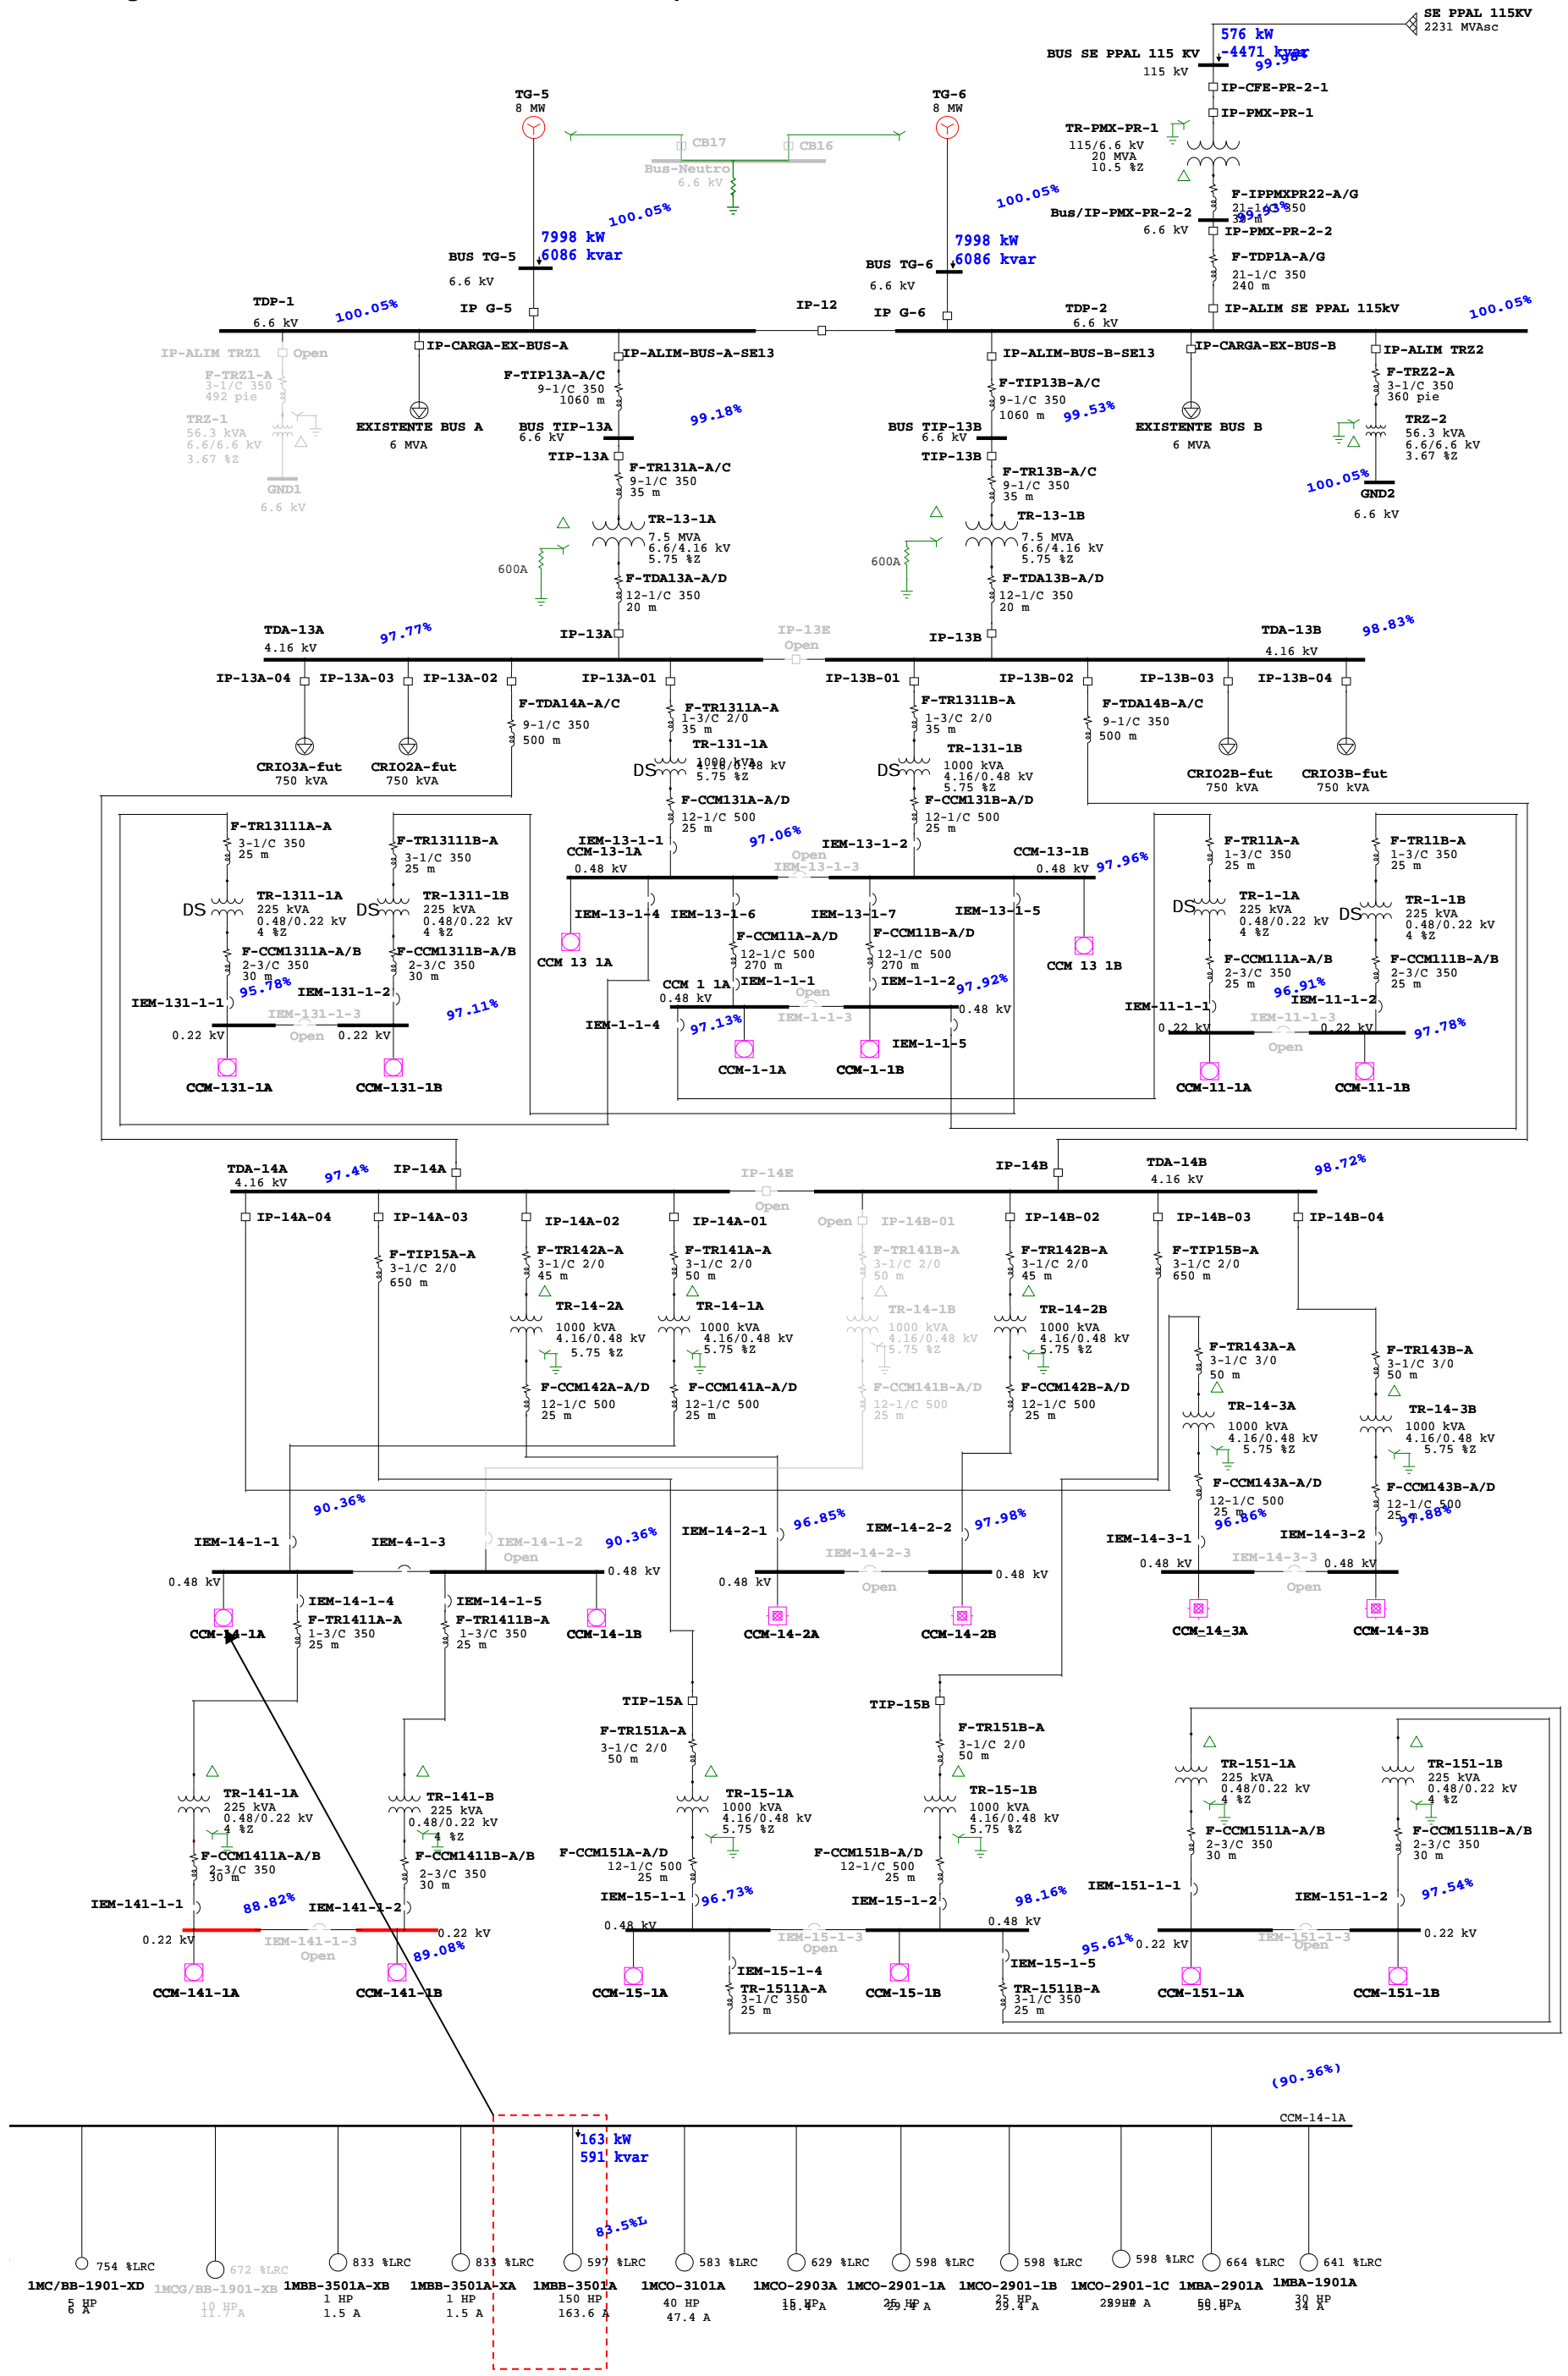 SE PPAL 115KV
2231 MVAsc
576 kW
-4471 kvar
99.98%
BUS SE PPAL 115 KV
115 kV
IP-CFE-PR-2-1
IP-PMX-PR-1
TR-PMX-PR-1
115/6.6 kV
20 MVA
10.5 %Z
F-IPPMXPR22-A/G
21-1/C 350
99.93%
Bus/IP-PMX-PR-2-2
6.6 kV
IP-PMX-PR-2-2
F-TDP1A-A/G
21-1/C 350
240 m
IP-ALIM SE PPAL 115kV
TG-5
8 MW
TG-6
8 MW
CB17
CB16
Bus-Neutro
6.6 kV
100.05%
7998 kW
6086 kvar
BUS TG-5
6.6 kV
IP G-5
100.05%
7998 kW
6086 kvar
BUS TG-6
6.6 kV
IP G-6
TDP-1
6.6 kV
100.05%
IP-12
TDP-2
6.6 kV
100.05%
IP-ALIM TRZ1
Open
F-TRZ1-A
3-1/C 350
492 pie
TRZ-1
56.3 kVA
6.6/6.6 kV
3.67 %Z
GND1
6.6 kV
IP-CARGA-EX-BUS-A
EXISTENTE BUS A
6 MVA
IP-ALIM-BUS-A-SE13
F-TIP13A-A/C
9-1/C 350
1060 m
99.18%
BUS TIP-13A
6.6 kV
TIP-13A
F-TR131A-A/C
9-1/C 350
35 m
TR-13-1A
7.5 MVA
6.6/4.16 kV
5.75 %Z
600A
F-TDA13A-A/D
12-1/C 350
20 m
IP-13A
IP-ALIM-BUS-B-SE13
F-TIP13B-A/C
9-1/C 350
1060 m
99.53%
BUS TIP-13B
6.6 kV
TIP-13B
F-TR13B-A/C
9-1/C 350
35 m
TR-13-1B
7.5 MVA
6.6/4.16 kV
5.75 %Z
600A
F-TDA13B-A/D
12-1/C 350
20 m
IP-13B
IP-CARGA-EX-BUS-B
EXISTENTE BUS B
6 MVA
IP-ALIM TRZ2
F-TRZ2-A
3-1/C 350
360 pie
TRZ-2
56.3 kVA
6.6/6.6 kV
3.67 %Z
100.05%
GND2
6.6 kV
TDA-13A
4.16 kV
97.77%
IP-13E
Open
TDA-13B
4.16 kV
98.83%
IP-13A-04
IP-13A-03
IP-13A-02
IP-13A-01
IP-13B-01
IP-13B-02
IP-13B-03
IP-13B-04
CRIO3A-fut
750 kVA
CRIO2A-fut
750 kVA
F-TDA14A-A/C
9-1/C 350
500 m
F-TR1311A-A
1-3/C 2/0
35 m
TR-131-1A
1000 kVA
4.16/0.48 kV
5.75 %Z
DS
F-CCM131A-A/D
12-1/C 500
25 m
F-TR1311B-A
1-3/C 2/0
35 m
TR-131-1B
1000 kVA
4.16/0.48 kV
5.75 %Z
DS
F-CCM131B-A/D
12-1/C 500
25 m
F-TDA14B-A/C
9-1/C 350
500 m
CRIO2B-fut
750 kVA
CRIO3B-fut
750 kVA
IEM-13-1-1
CCM-13-1A
0.48 kV
97.06%
Open
IEM-13-1-3
IEM-13-1-2
CCM-13-1B
0.48 kV
97.96%
F-TR13111A-A
3-1/C 350
25 m
TR-1311-1A
225 kVA
0.48/0.22 kV
4 %Z
DS
F-CCM1311A-A/B
2-3/C 350
30 m
95.78%
IEM-131-1-1
F-TR13111B-A
3-1/C 350
25 m
TR-1311-1B
225 kVA
0.48/0.22 kV
4 %Z
DS
F-CCM1311B-A/B
2-3/C 350
30 m
97.11%
IEM-131-1-2
IEM-131-1-3
Open
0.22 kV
0.22 kV
CCM-131-1A
CCM-131-1B
IEM-13-1-4
IEM-13-1-6
IEM-13-1-7
IEM-13-1-5
CCM 13 1A
CCM 13 1B
F-CCM11A-A/D
12-1/C 500
270 m
F-CCM11B-A/D
12-1/C 500
270 m
CCM 1 1A
0.48 kV
IEM-1-1-1
Open
IEM-1-1-3
IEM-1-1-2
97.92%
0.48 kV
IEM-1-1-4
97.13%
IEM-1-1-5
CCM-1-1A
CCM-1-1B
F-TR11A-A
1-3/C 350
25 m
TR-1-1A
225 kVA
0.48/0.22 kV
4 %Z
DS
F-CCM111A-A/B
2-3/C 350
25 m
96.91%
IEM-11-1-1
F-TR11B-A
1-3/C 350
25 m
TR-1-1B
225 kVA
0.48/0.22 kV
4 %Z
DS
F-CCM111B-A/B
2-3/C 350
25 m
IEM-11-1-2
97.78%
IEM-11-1-3
Open
0.22 kV
0.22 kV
CCM-11-1A
CCM-11-1B
TDA-14A
4.16 kV
97.4%
IP-14A
IP-14E
Open
IP-14B
TDA-14B
4.16 kV
98.72%
IP-14A-04
IP-14A-03
IP-14A-02
IP-14A-01
Open
IP-14B-01
IP-14B-02
IP-14B-03
IP-14B-04
F-TIP15A-A
3-1/C 2/0
650 m
F-TR142A-A
3-1/C 2/0
45 m
TR-14-2A
1000 kVA
4.16/0.48 kV
5.75 %Z
F-CCM142A-A/D
12-1/C 500
25 m
F-TR141A-A
3-1/C 2/0
50 m
TR-14-1A
1000 kVA
4.16/0.48 kV
5.75 %Z
F-CCM141A-A/D
12-1/C 500
25 m
F-TR141B-A
3-1/C 2/0
50 m
TR-14-1B
1000 kVA
4.16/0.48 kV
5.75 %Z
F-CCM141B-A/D
12-1/C 500
25 m
F-TR142B-A
3-1/C 2/0
45 m
TR-14-2B
1000 kVA
4.16/0.48 kV
5.75 %Z
F-CCM142B-A/D
12-1/C 500
25 m
F-TIP15B-A
3-1/C 2/0
650 m
F-TR143A-A
3-1/C 3/0
50 m
TR-14-3A
1000 kVA
4.16/0.48 kV
5.75 %Z
F-CCM143A-A/D
12-1/C 500
25 m
96.86%
F-TR143B-A
3-1/C 3/0
50 m
TR-14-3B
1000 kVA
4.16/0.48 kV
5.75 %Z
F-CCM143B-A/D
12-1/C 500
25 m
97.88%
90.36%
IEM-14-1-1
IEM-4-1-3
IEM-14-1-2
Open
90.36%
0.48 kV
0.48 kV
IEM-14-2-1
96.85%
IEM-14-2-2
97.98%
IEM-14-2-3
Open
0.48 kV
0.48 kV
IEM-14-3-1
IEM-14-3-2
IEM-14-3-3
Open
0.48 kV
0.48 kV
CCM-14-1A
IEM-14-1-4
F-TR1411A-A
1-3/C 350
25 m
IEM-14-1-5
F-TR1411B-A
1-3/C 350
25 m
CCM-14-1B
CCM-14-2A
CCM-14-2B
CCM_14_3A
CCM-14-3B
TIP-15A
F-TR151A-A
3-1/C 2/0
50 m
TIP-15B
F-TR151B-A
3-1/C 2/0
50 m
TR-141-1A
225 kVA
0.48/0.22 kV
4 %Z
F-CCM1411A-A/B
2-3/C 350
30 m
IEM-141-1-1
88.82%
TR-141-B
225 kVA
0.48/0.22 kV
4 %Z
F-CCM1411B-A/B
2-3/C 350
30 m
IEM-141-1-2
IEM-141-1-3
Open
0.22 kV
0.22 kV
89.08%
CCM-141-1A
CCM-141-1B
TR-15-1A
1000 kVA
4.16/0.48 kV
5.75 %Z
F-CCM151A-A/D
12-1/C 500
25 m
IEM-15-1-1
96.73%
TR-15-1B
1000 kVA
4.16/0.48 kV
5.75 %Z
F-CCM151B-A/D
12-1/C 500
25 m
IEM-15-1-2
98.16%
0.48 kV
0.48 kV
IEM-15-1-3
Open
IEM-15-1-4
TR-1511A-A
3-1/C 350
25 m
IEM-15-1-5
TR-1511B-A
3-1/C 350
25 m
CCM-15-1A
CCM-15-1B
TR-151-1A
225 kVA
0.48/0.22 kV
4 %Z
F-CCM1511A-A/B
2-3/C 350
30 m
IEM-151-1-1
95.61%
TR-151-1B
225 kVA
0.48/0.22 kV
4 %Z
F-CCM1511B-A/B
2-3/C 350
30 m
IEM-151-1-2
97.54%
0.22 kV
IEM-151-1-3
Open
0.22 kV
CCM-151-1A
CCM-151-1B
(90.36%)
CCM-14-1A
163 kW
591 kvar
83.5%L
754 %LRC
672 %LRC
833 %LRC
833 %LRC
597 %LRC
583 %LRC
629 %LRC
598 %LRC
598 %LRC
598 %LRC
664 %LRC
641 %LRC
1MC/BB-1901-XD
5 HP
6 A
1MCG/BB-1901-XB
10 HP
11.7 A
1MBB-3501A-XB
1 HP
1.5 A
1MBB-3501A-XA
1 HP
1.5 A
1MBB-3501A
150 HP
163.6 A
1MCO-3101A
40 HP
47.4 A
1MCO-2903A
15 HP
18.4 A
1MCO-2901-1A
25 HP
29.4 A
1MCO-2901-1B
25 HP
29.4 A
1MCO-2901-1C
1MBA-2901A
50 HP
1MBA-1901A
30 HP
34 A